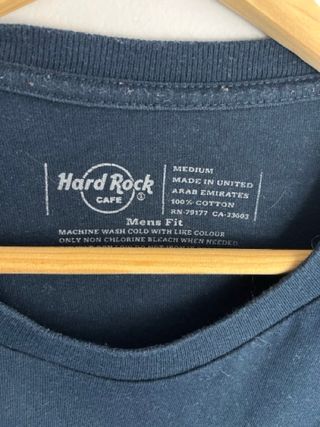 Hard Rock
CAFE
®
MEDIUM
MADE IN UNITED
ARAB EMIRATES
100% COTTON
RN-79177 CA-33603
Mens Fit
MACHINE WASH COLD WITH LIKE COLOUR
ONLY NON CHLORINE BLEACH WHEN NEEDED